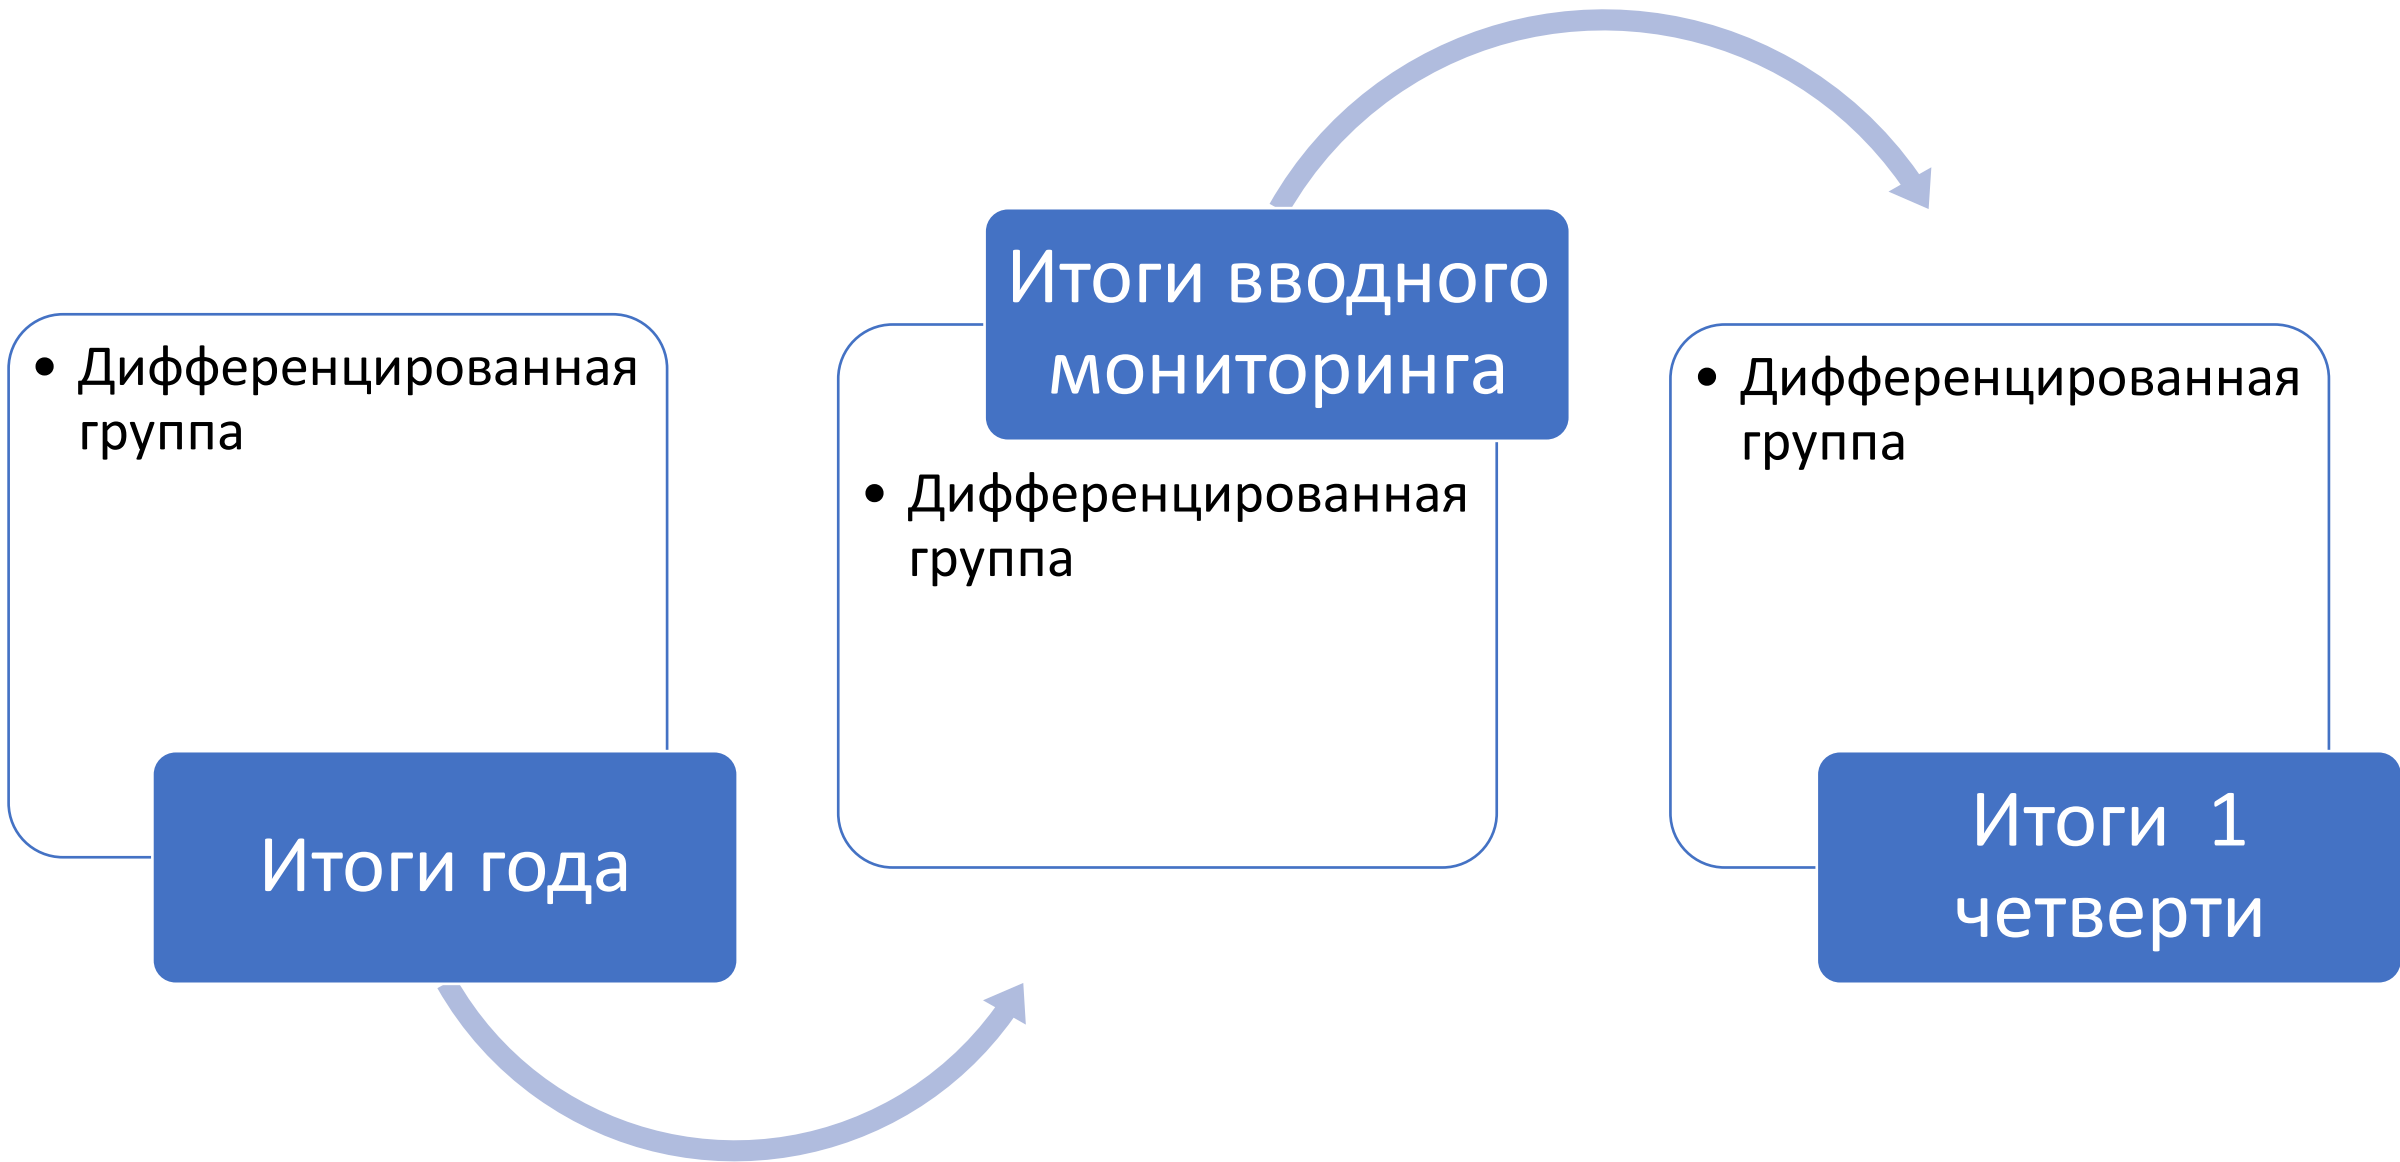 • Дифференцированная
группа
Итоги года
Итоги вводного
мониторинга
• Дифференцированная
группа
• Дифференцированная
группа
Итоги 1
четверти